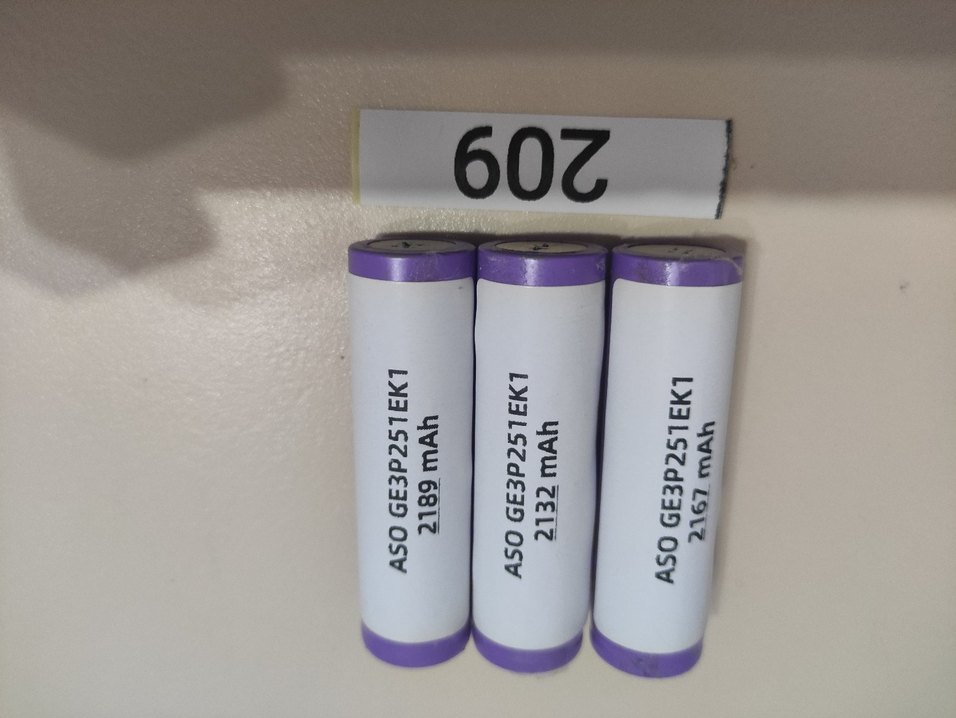 209
ASO GE3P251EK1
2189 mAh
ASO GE3P251EK1
2132 mAh
ASO GE3P251EK1
2167 mAh